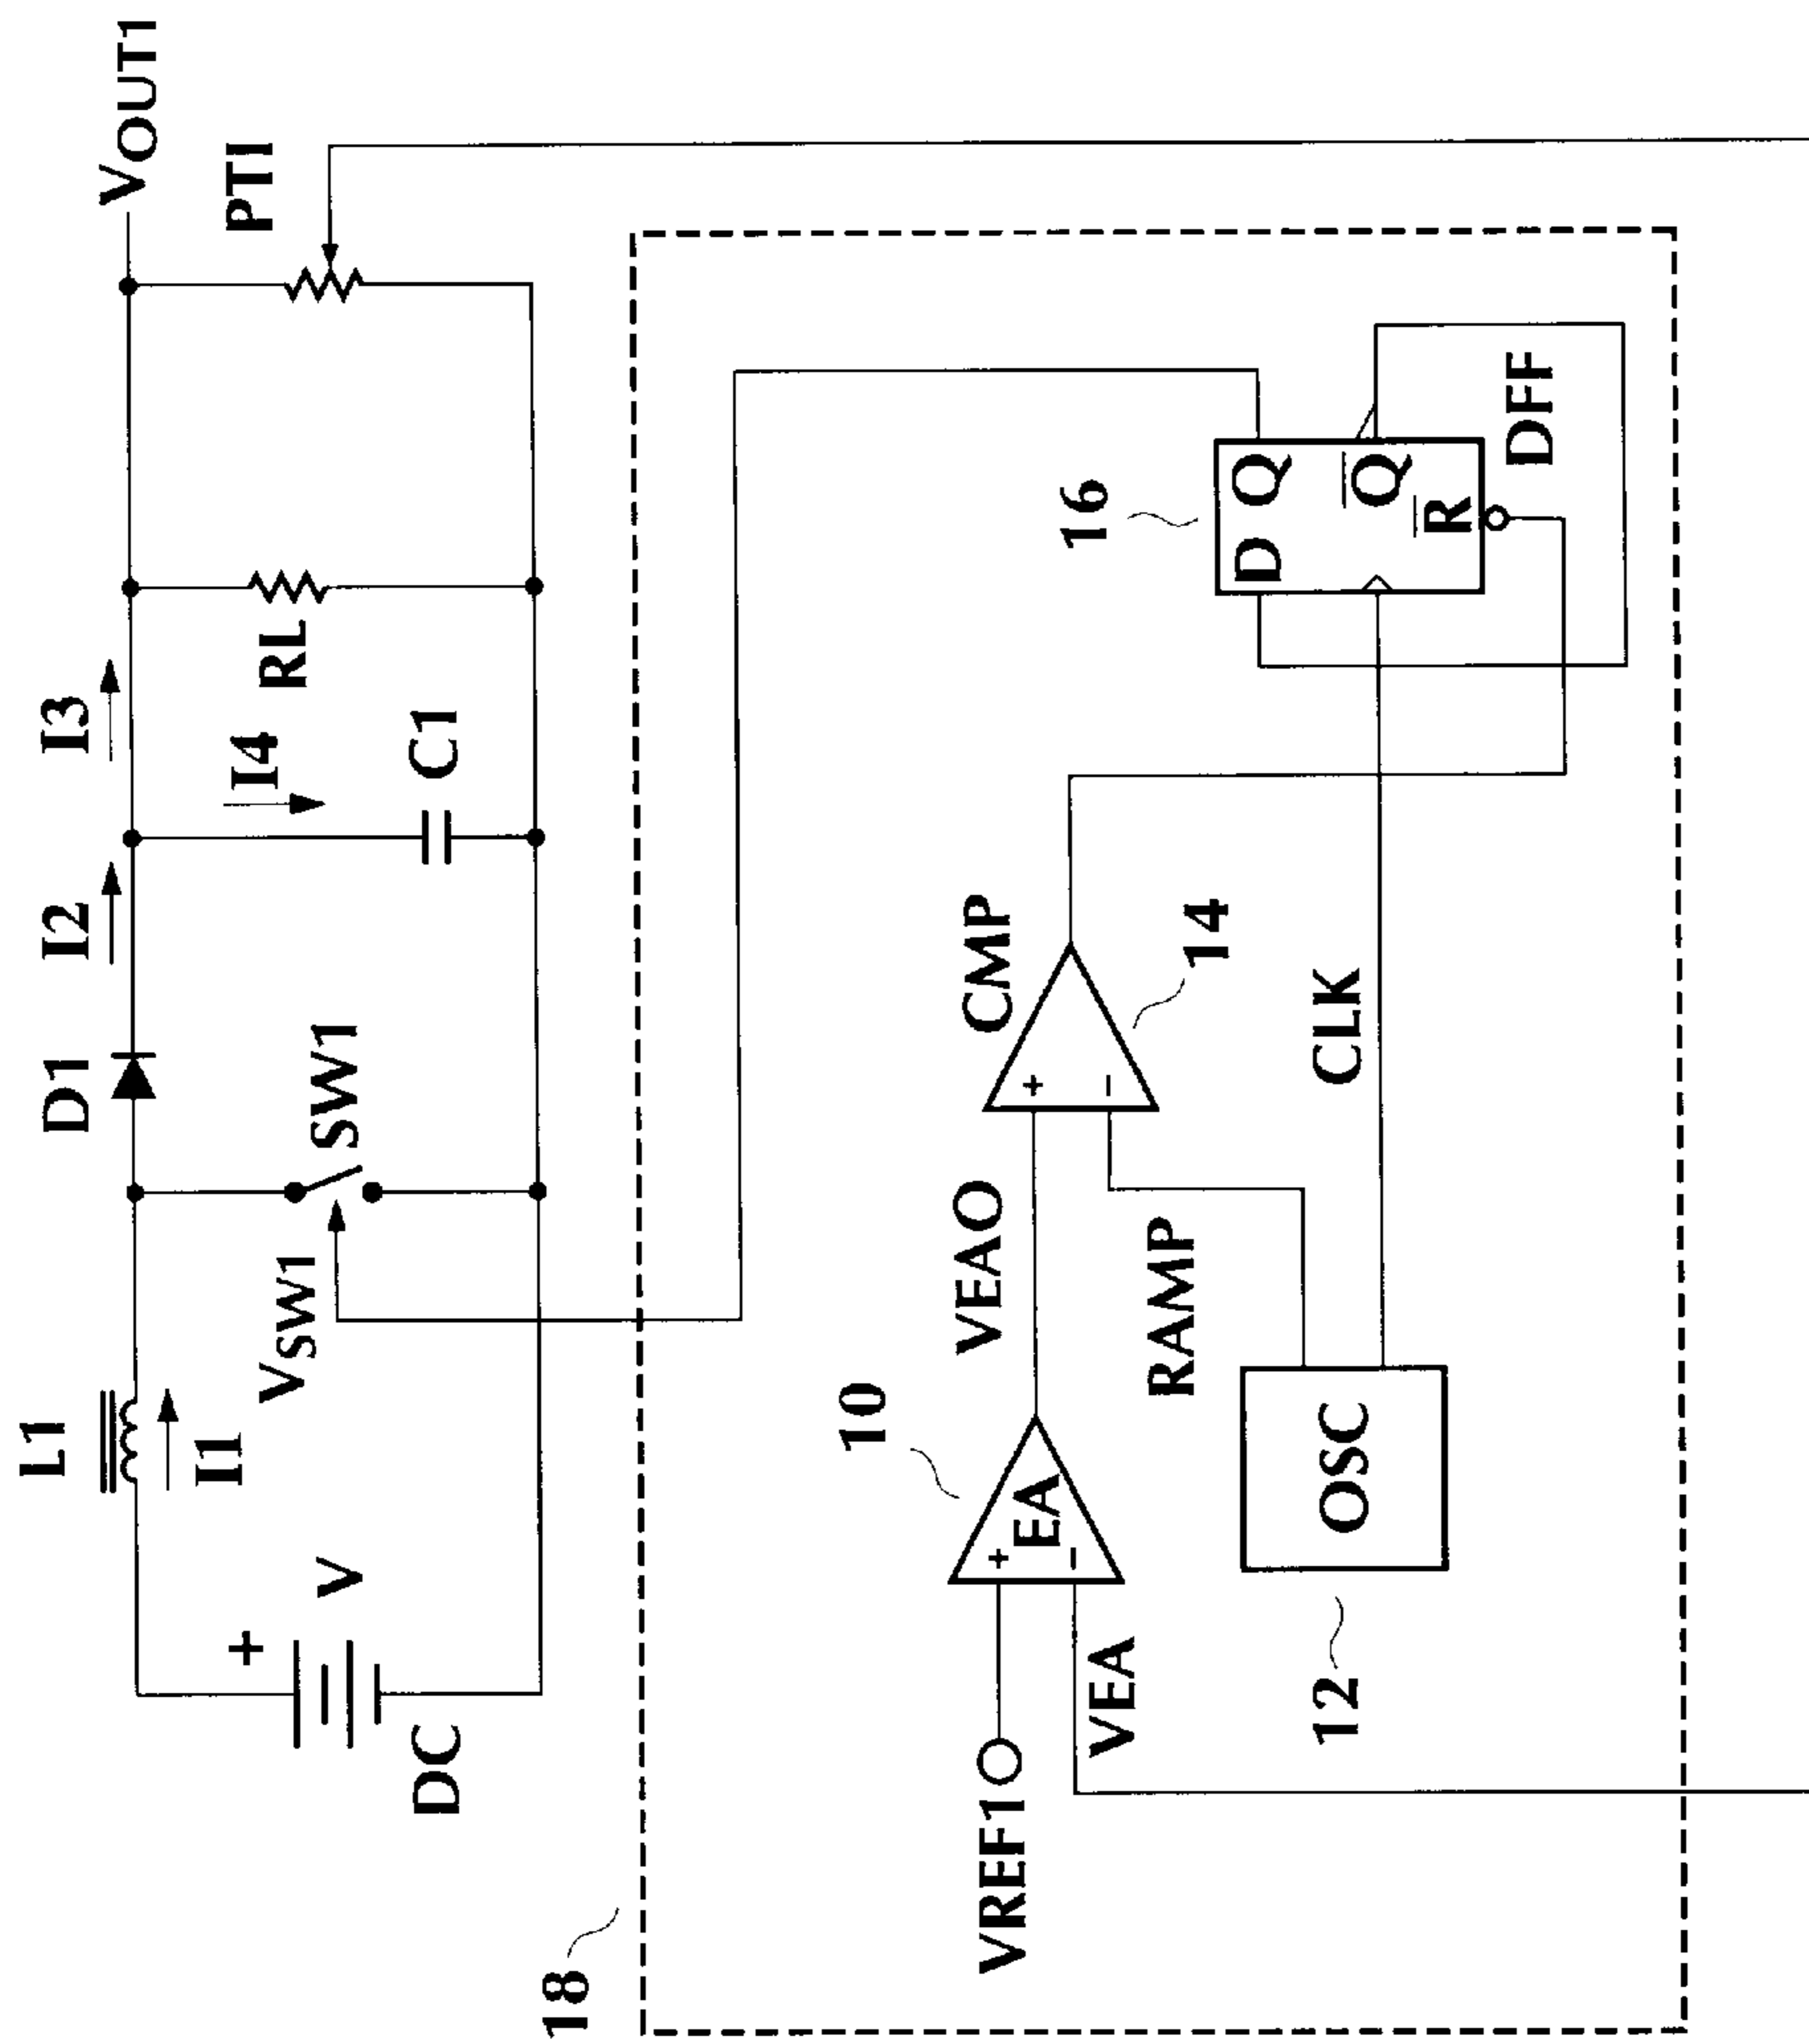 L1
I1
D1
I2
I3
I4
VOUT1
V
+
DC
VSW1
SW1
C1
RL
PTI
18
VREF1
VEA
10
+
−
EA
VEAO
CMP
+
−
14
RAMP
12
OSC
CLK
16
D Q
Q
R
DFF